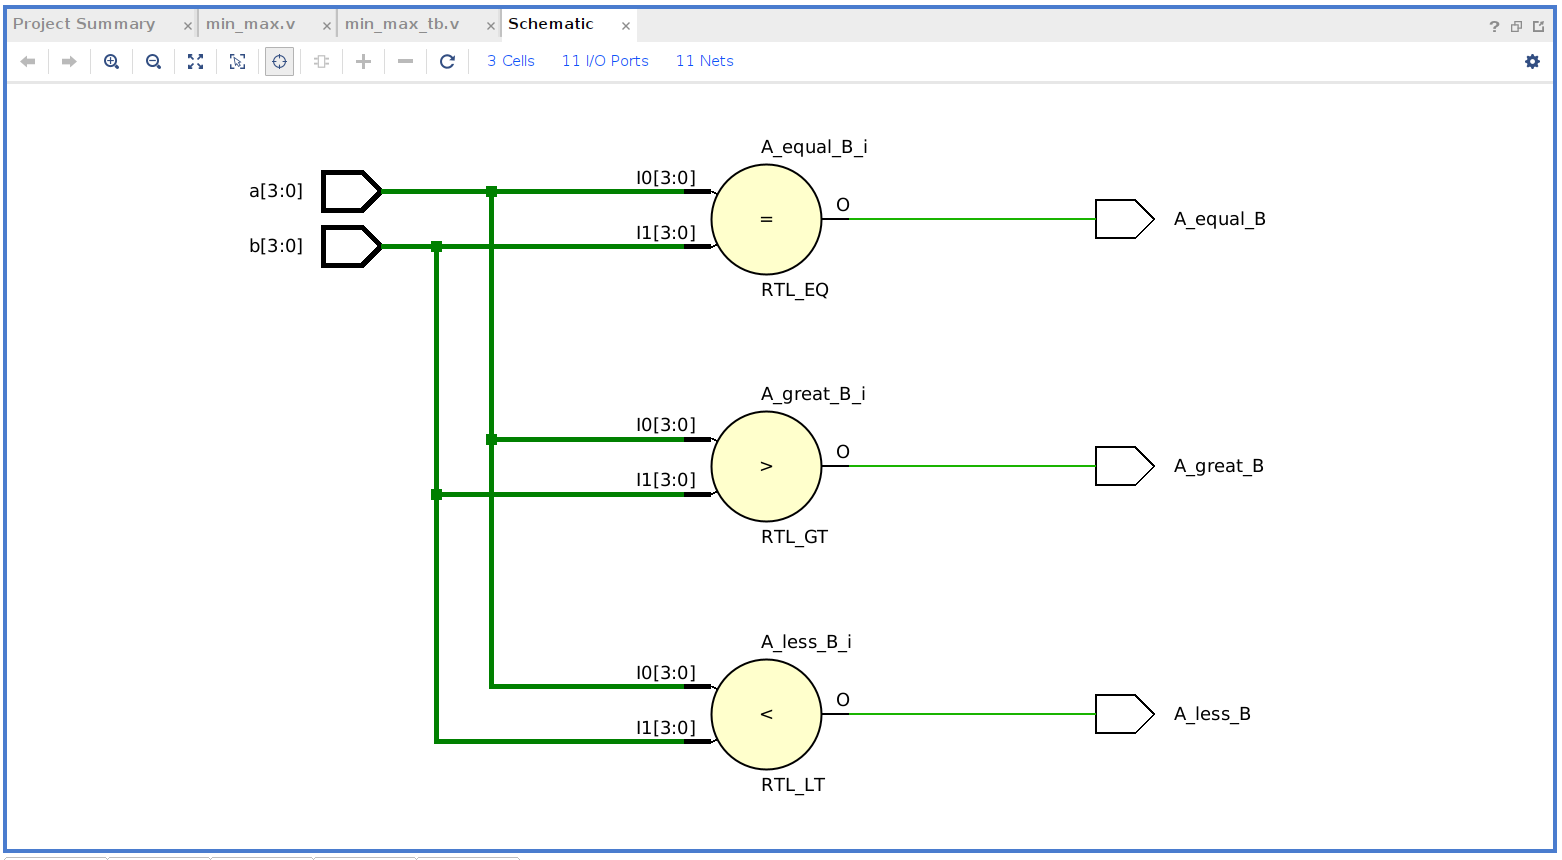 Project Summary × min_max.v × min_max_tb.v × Schematic × ?
3 Cells 11 I/O Ports 11 Nets
A_equal_B_i
a[3:0] I0[3:0]
= O A_equal_B
b[3:0] I1[3:0]
RTL_EQ
A_great_B_i
I0[3:0]
> O A_great_B
I1[3:0]
RTL_GT
A_less_B_i
I0[3:0]
< O A_less_B
I1[3:0]
RTL_LT